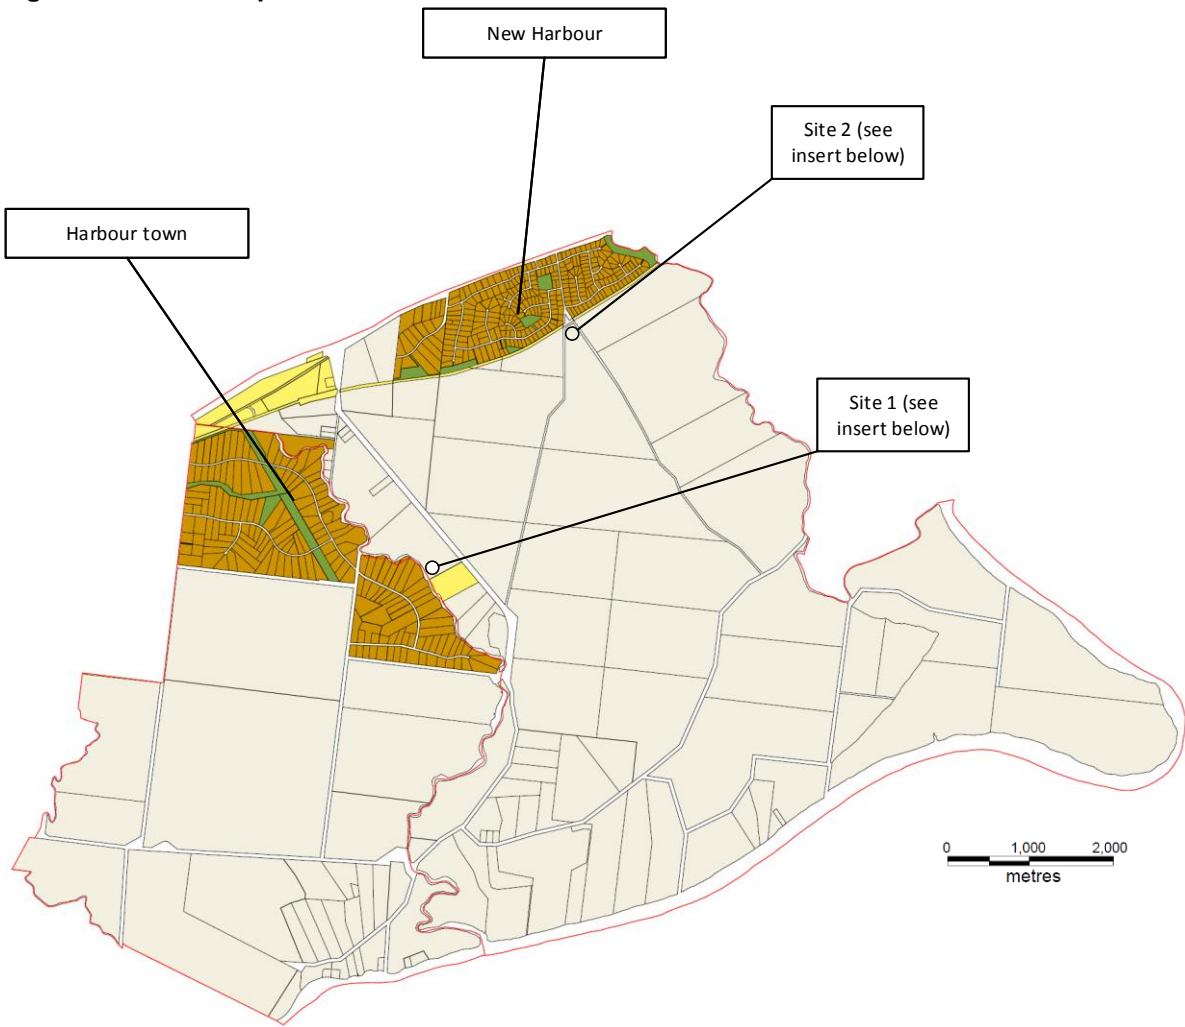 New Harbour
Site 2 (see
insert below)
Harbour town
Site 1 (see
insert below)
0 1,000 2,000
metres